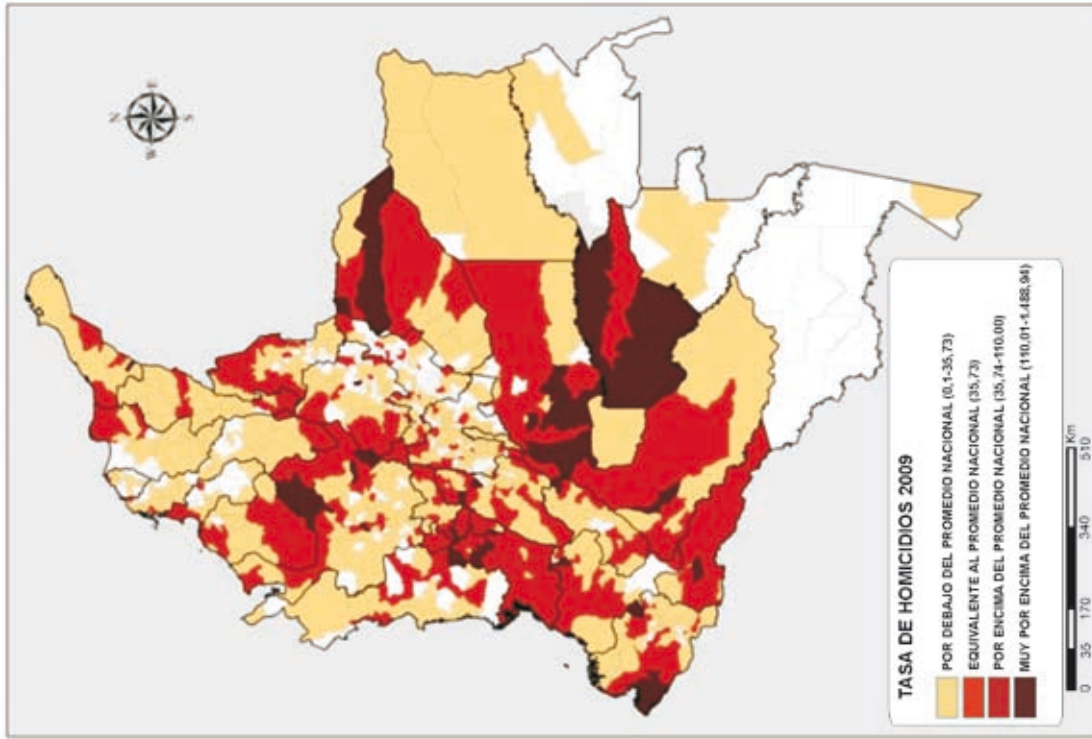 N
W E
S
TASA DE HOMICIDIOS 2009
POR DEBAJO DEL PROMEDIO NACIONAL (0,1-35,73)
EQUIVALENTE AL PROMEDIO NACIONAL (35,73)
POR ENCIMA DEL PROMEDIO NACIONAL (35,74-110.00)
MUY POR ENCIMA DEL PROMEDIO NACIONAL (110,01-1.488,94)
Km
0 35 170 340 510